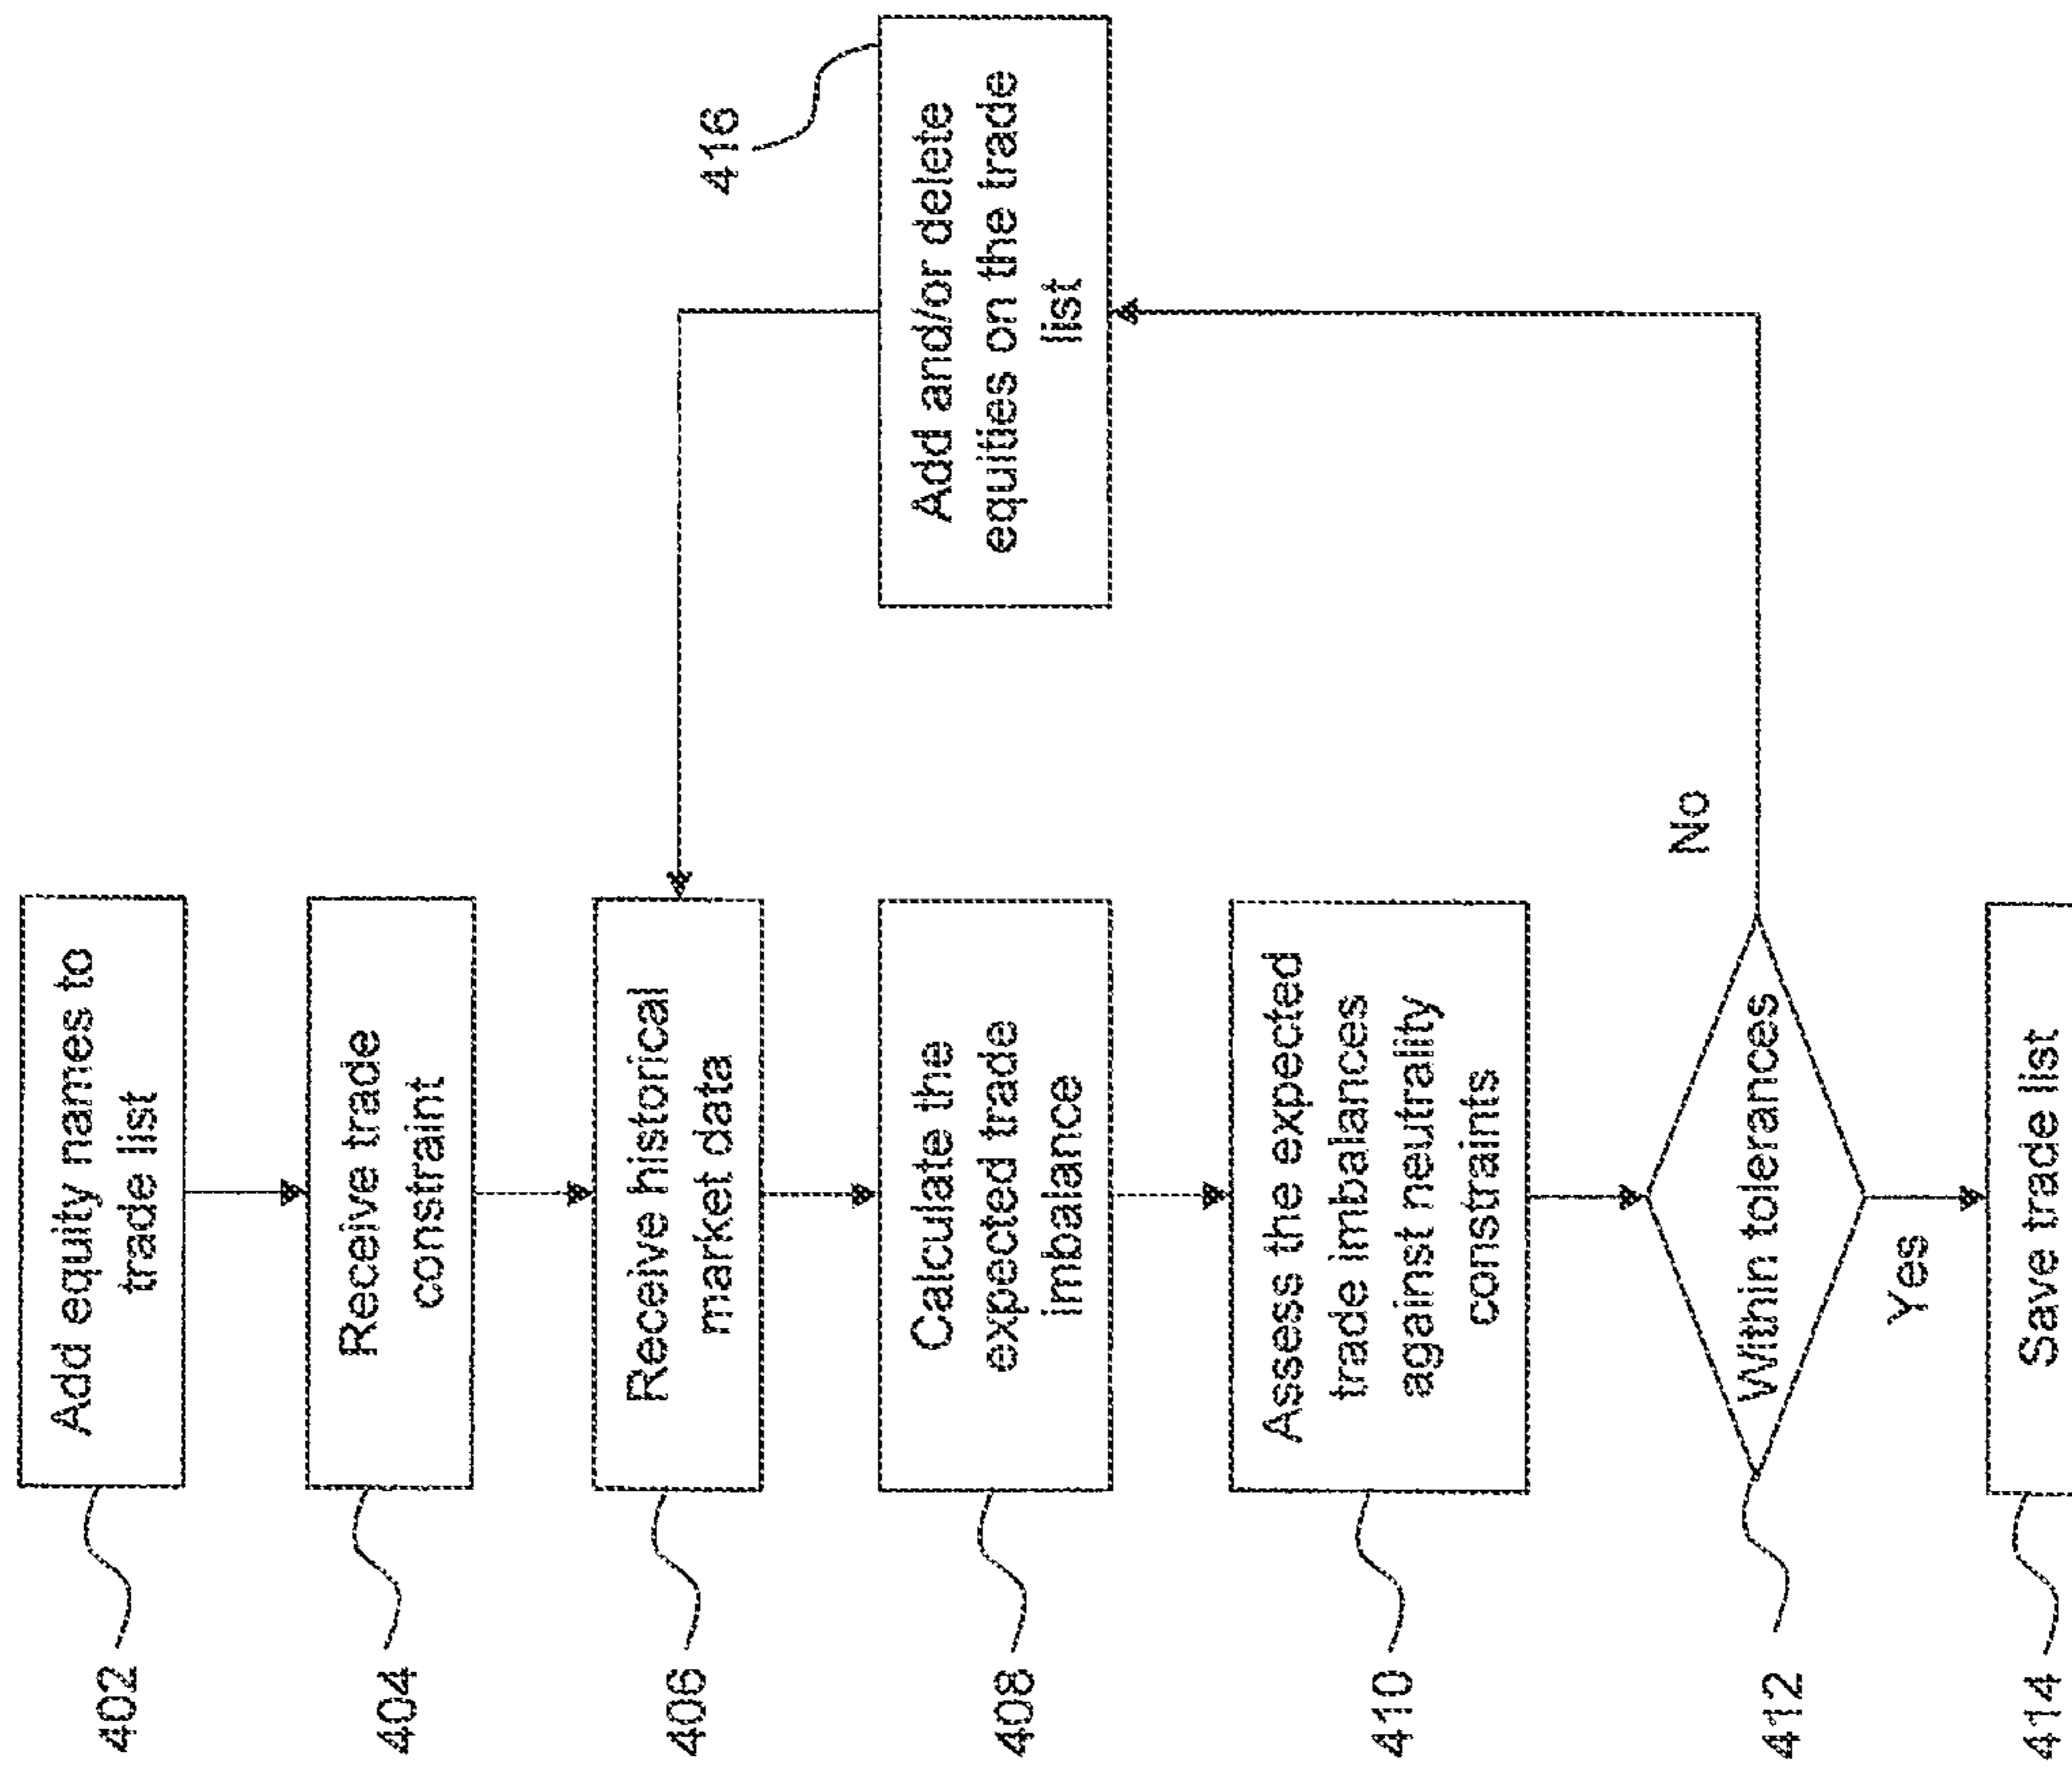 402
Add equity names to
trade list
404
Receive trade
constraint
406
Receive historical
market data
408
Calculate the
expected trade
imbalance
410
Assess the expected
trade imbalances
against neutrality
constraints
412
Within tolerances
No
Yes
414
Save trade list
416
Add and/or delete
equities on the trade
list